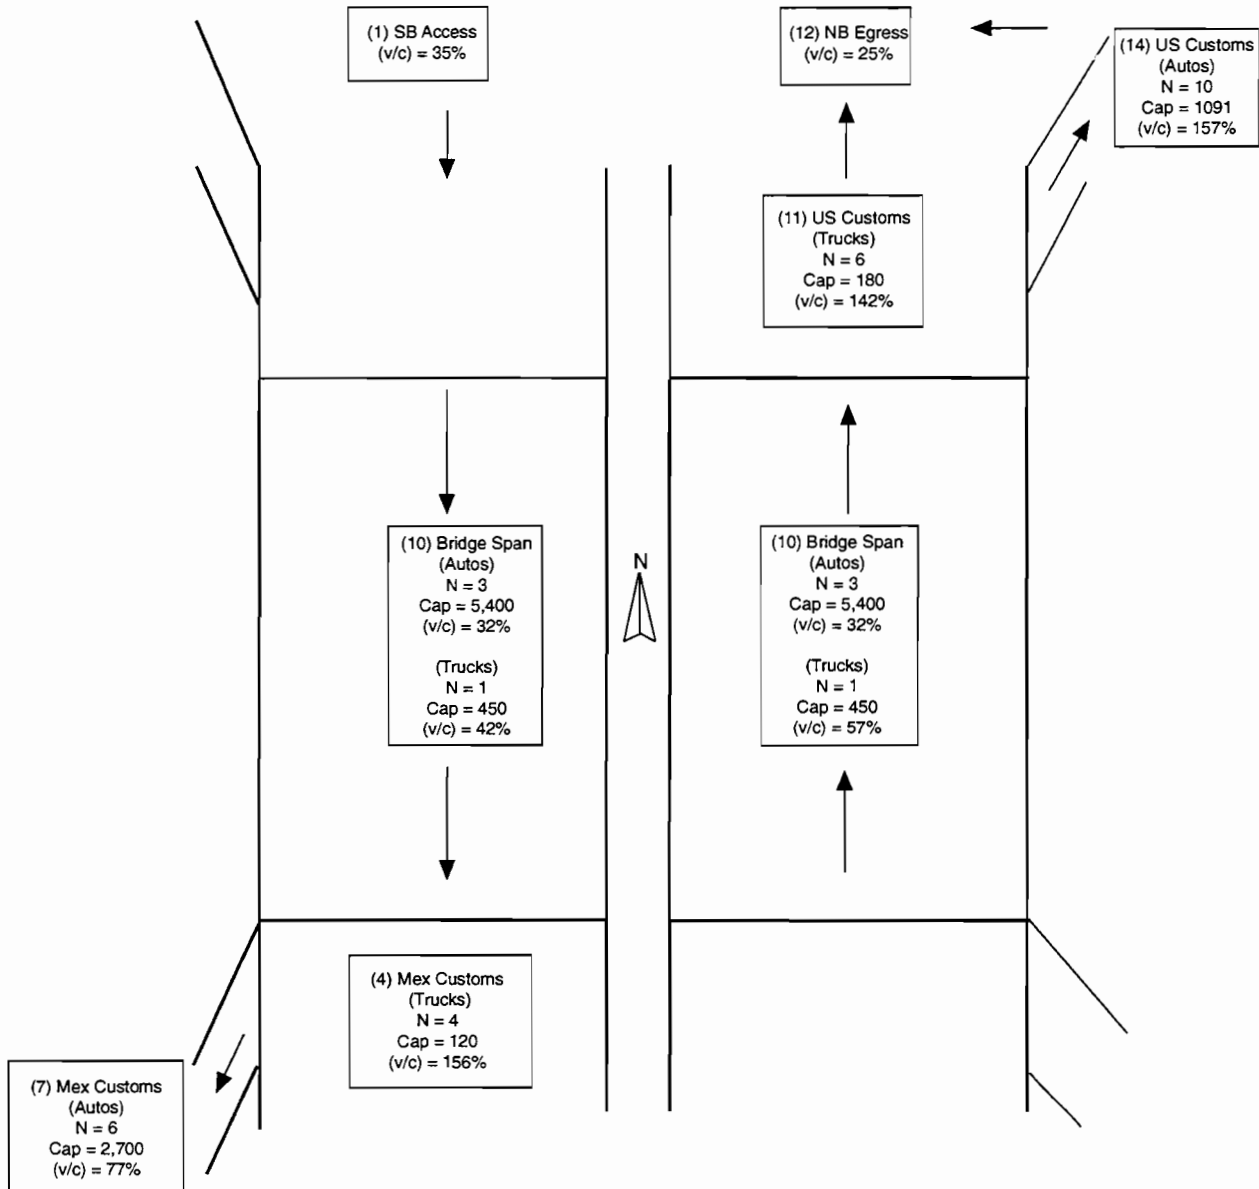 (1) SB Access
(v/c) = 35%
(12) NB Egress
(v/c) = 25%
(14) US Customs
(Autos)
N = 10
Cap = 1091
(v/c) = 157%
(11) US Customs
(Trucks)
N = 6
Cap = 180
(v/c) = 142%
(10) Bridge Span
(Autos)
N = 3
Cap = 5,400
(v/c) = 32%
(Trucks)
N = 1
Cap = 450
(v/c) = 42%
N
(10) Bridge Span
(Autos)
N = 3
Cap = 5,400
(v/c) = 32%
(Trucks)
N = 1
Cap = 450
(v/c) = 57%
(4) Mex Customs
(Trucks)
N = 4
Cap = 120
(v/c) = 156%
(7) Mex Customs
(Autos)
N = 6
Cap = 2,700
(v/c) = 77%